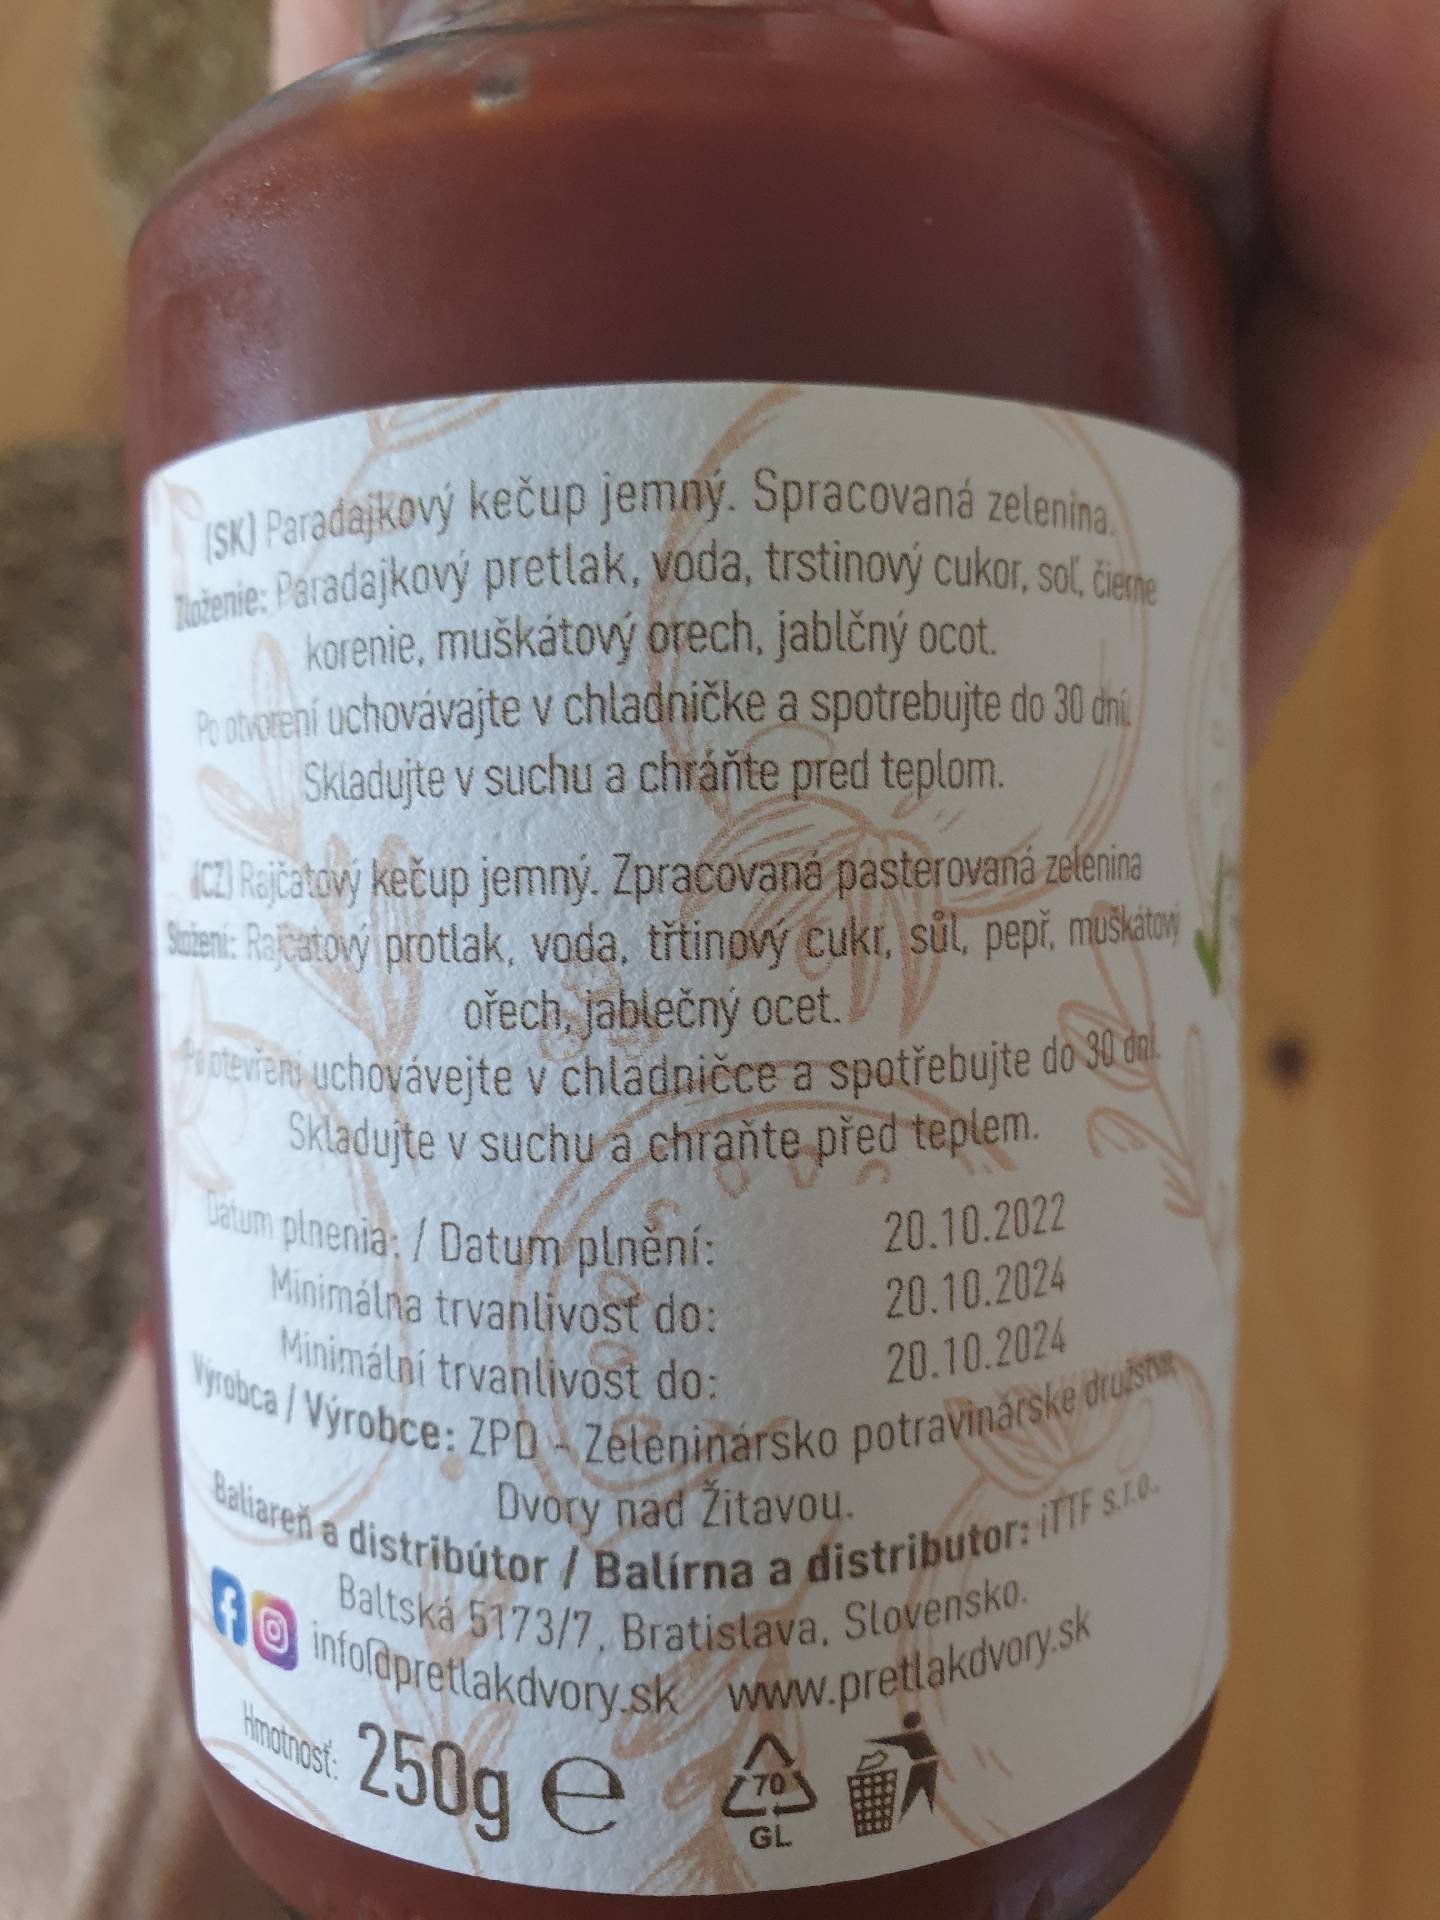 (SK) Paradajkový kečup jemný. Spracovaná zelenina.
Zloženie: Paradajkový pretlak, voda, trstinový cukor, soľ, čierne
korenie, muškátový orech, jablčný ocot.
Po otvorení uchovávajte v chladničke a spotrebujte do 30 dní.
Skladujte v suchu a chráňte pred teplom.
(CZ) Rajčatový kečup jemný. Zpracovaná pasterovaná zelenina
Složení: Rajčatový protlak, voda, třtinový cukr, sůl, pepř, muškátový
ořech, jablečný ocet.
Po otevření uchovávejte v chladničce a spotřebujte do 30 dní.
Skladujte v suchu a chraňte před teplem.
Dátum plnenia: / Datum plnění: 20.10.2022
Minimálna trvanlivosť do: 20.10.2024
Minimální trvanlivost do: 20.10.2024
Výrobca / Výrobce: ZPD - Zeleninársko potravinárske družstvo,
Dvory nad Žitavou.
Baliareň a distribútor / Balírna a distributor: iTTF s.r.o.,
Baltská 5173/7, Bratislava, Slovensko.
info@pretlakdvory.sk www.pretlakdvory.sk
Hmotnosť: 250g e
70
GL